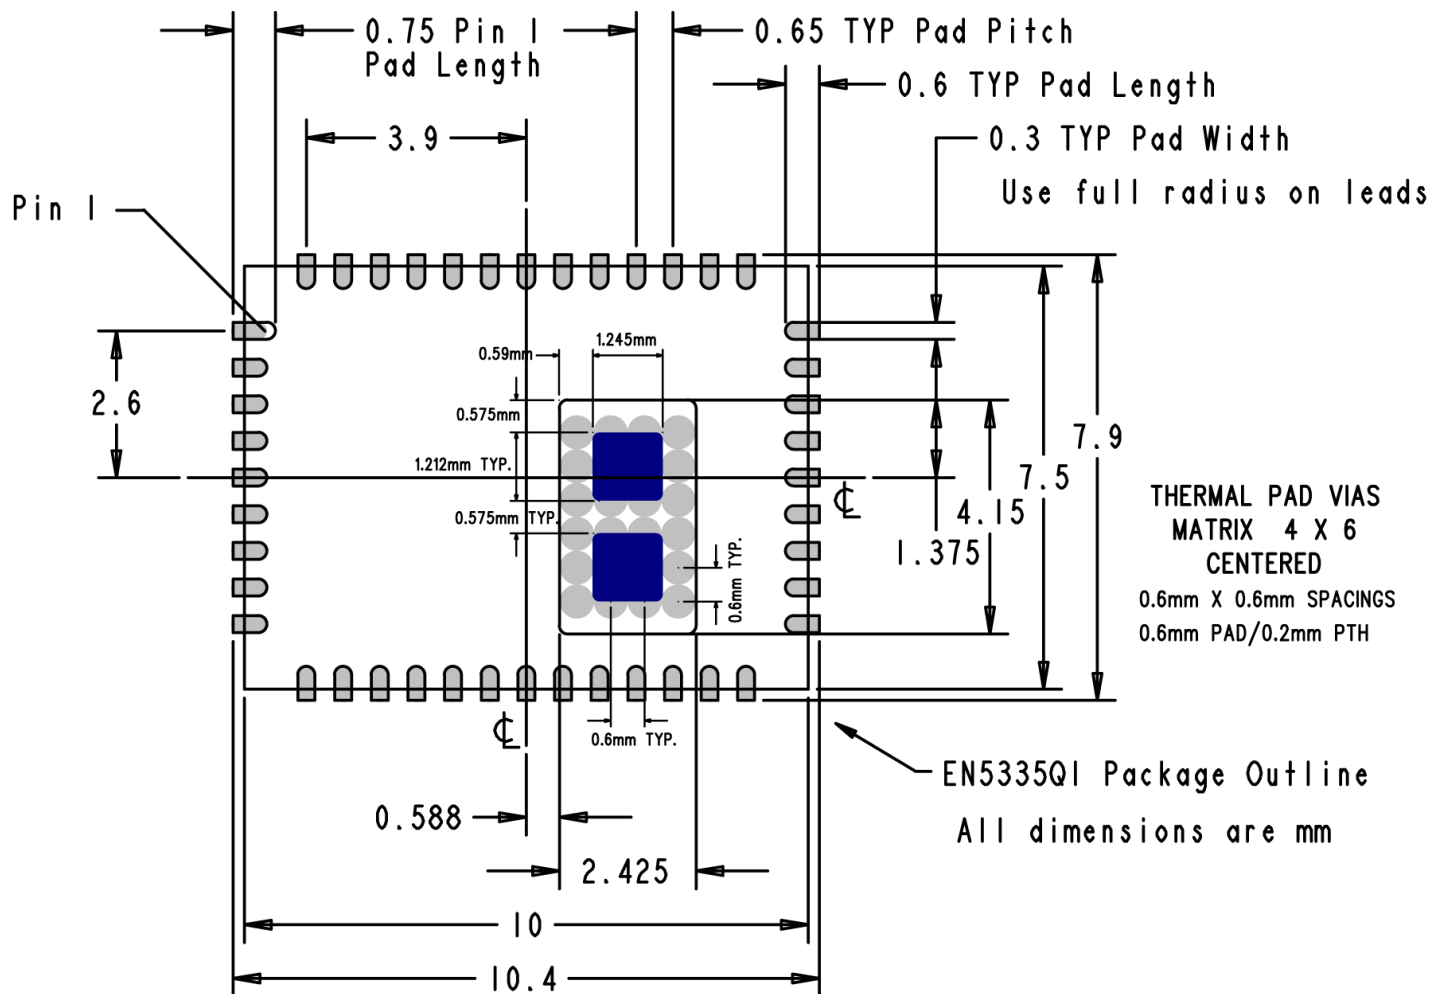 0.75 Pin 1
Pad Length
0.65 TYP Pad Pitch
0.6 TYP Pad Length
3.9
0.3 TYP Pad Width
Use full radius on leads
Pin 1
0.59mm
1.245mm
2.6
0.575mm
7.9
1.212mm TYP.
7.5
℄
4.15
0.575mm TYP.
1.375
0.6mm TYP.
THERMAL PAD VIAS
MATRIX 4 X 6
CENTERED
0.6mm X 0.6mm SPACINGS
0.6mm PAD/0.2mm PTH
℄
0.6mm TYP.
EN5335QI Package Outline
All dimensions are mm
0.588
2.425
10
10.4